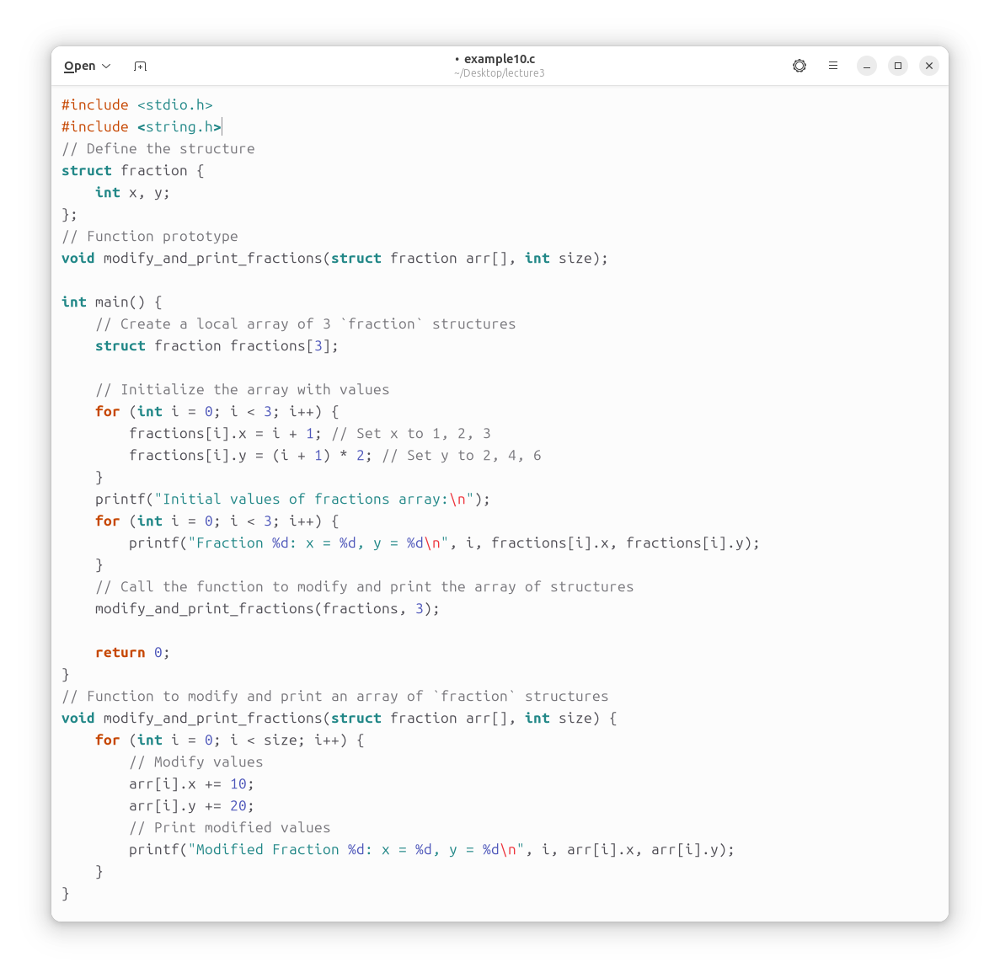 Open
• example10.c
~/Desktop/lecture3
#include <stdio.h>
#include <string.h>
// Define the structure
struct fraction {
    int x, y;
};
// Function prototype
void modify_and_print_fractions(struct fraction arr[], int size);

int main() {
    // Create a local array of 3 `fraction` structures
    struct fraction fractions[3];

    // Initialize the array with values
    for (int i = 0; i < 3; i++) {
        fractions[i].x = i + 1; // Set x to 1, 2, 3
        fractions[i].y = (i + 1) * 2; // Set y to 2, 4, 6
    }
    printf("Initial values of fractions array:\n");
    for (int i = 0; i < 3; i++) {
        printf("Fraction %d: x = %d, y = %d\n", i, fractions[i].x, fractions[i].y);
    }
    // Call the function to modify and print the array of structures
    modify_and_print_fractions(fractions, 3);

    return 0;
}
// Function to modify and print an array of `fraction` structures
void modify_and_print_fractions(struct fraction arr[], int size) {
    for (int i = 0; i < size; i++) {
        // Modify values
        arr[i].x += 10;
        arr[i].y += 20;
        // Print modified values
        printf("Modified Fraction %d: x = %d, y = %d\n", i, arr[i].x, arr[i].y);
    }
}